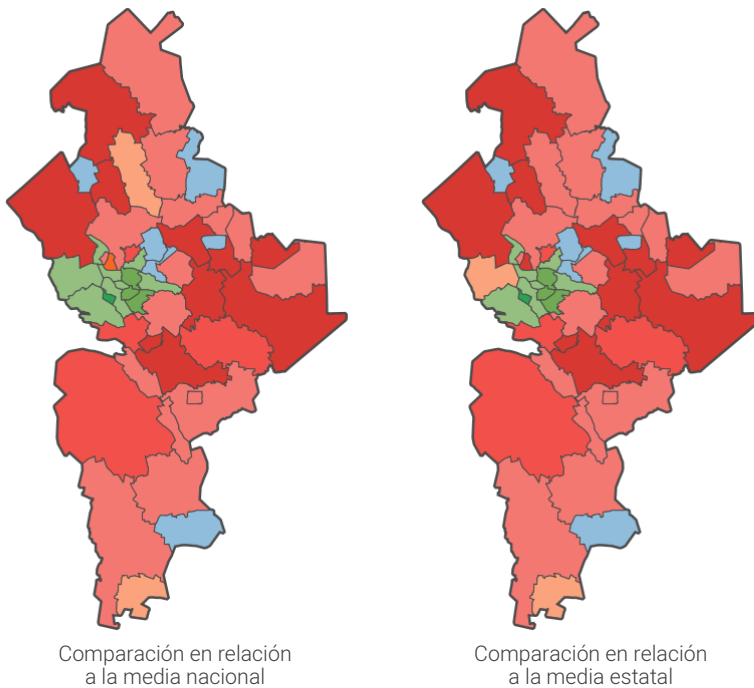 Comparación en relación
a la media nacional
Comparación en relación
a la media estatal